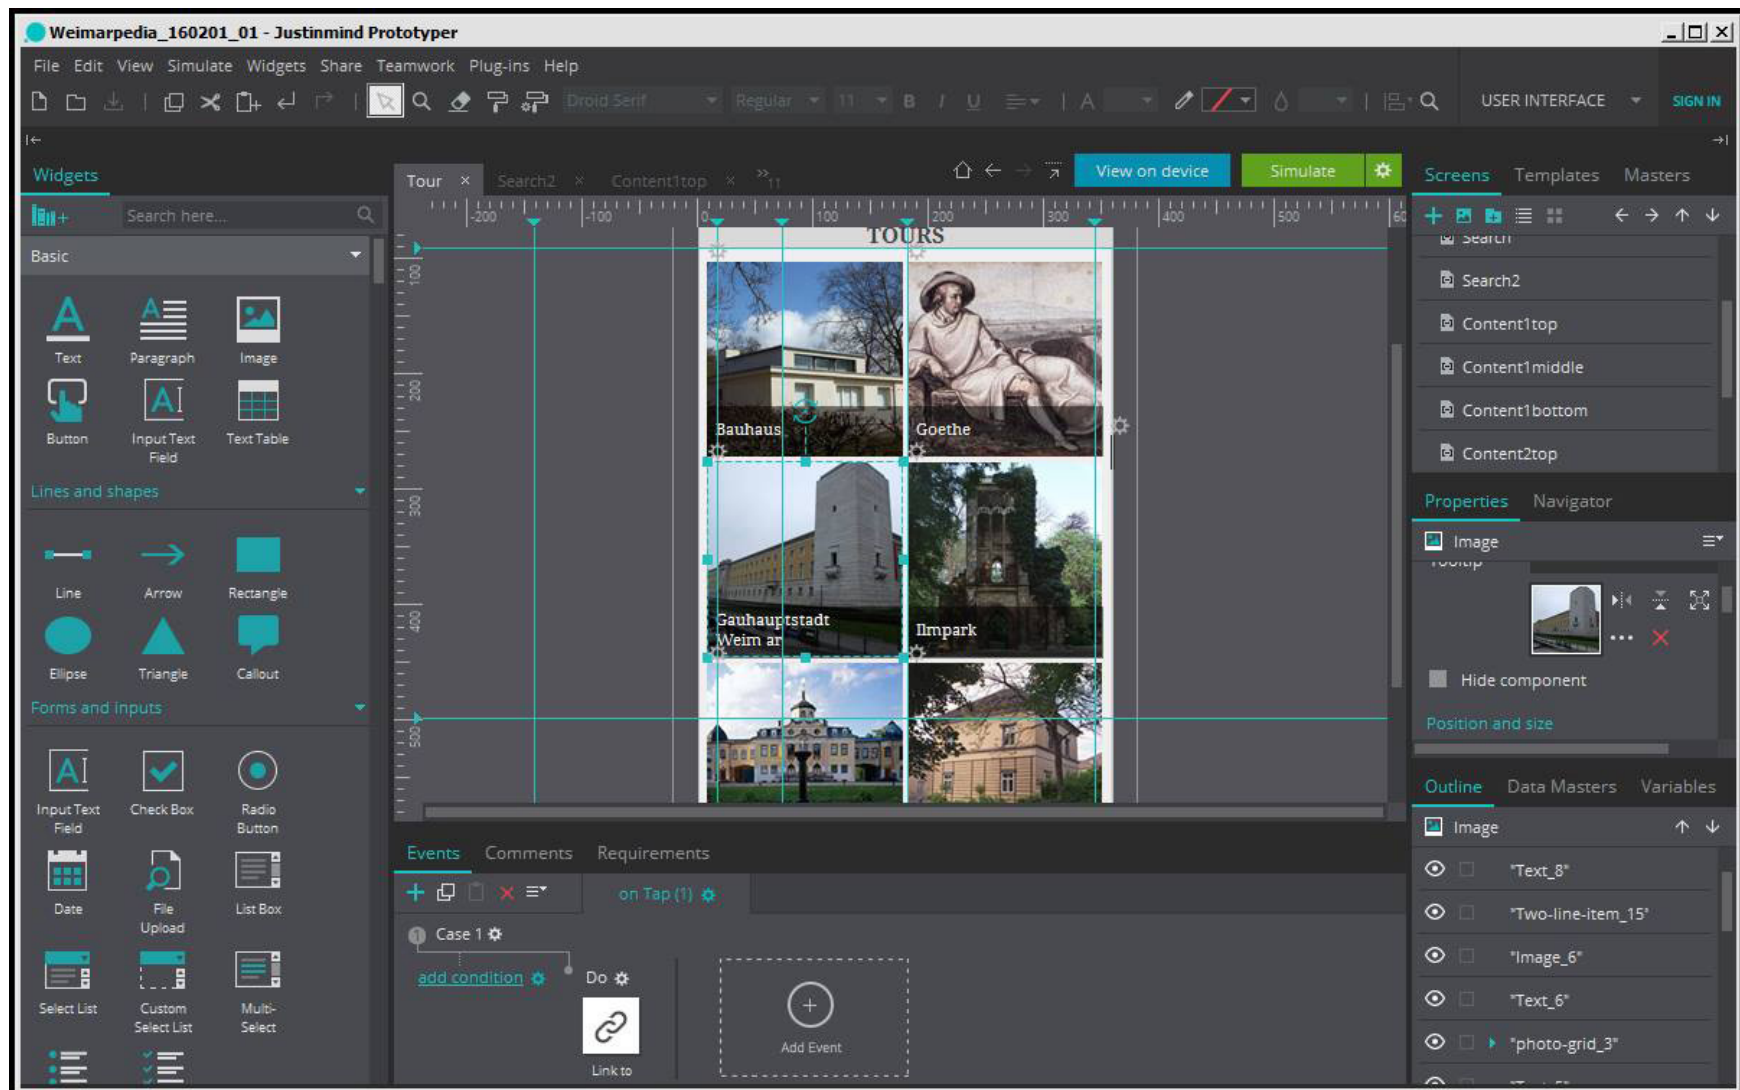 Weimarpedia_160201_01 - Justinmind Prototyper
File Edit View Simulate Widgets Share Teamwork Plug-ins Help
Droid Serif Regular 11 B I U A USER INTERFACE SIGN IN
Widgets
Search here...
Basic
Text Paragraph Image
Button Input Text Field Text Table
Lines and shapes
Line Arrow Rectangle
Ellipse Triangle Callout
Forms and inputs
Input Text Field Check Box Radio Button
Date File Upload List Box
Select List Custom Select List Multi-Select
Tour × Search2 × Content1top × »11
View on device Simulate
-200 -100 0 100 200 300 400 500 60
100
200
300
400
500
TOURS
Bauhaus Goethe
Gauhauptstadt
Weim ar
Ilmpark
Events Comments Requirements
on Tap (1)
1 Case 1
add condition
Do
Link to
Add Event
Screens Templates Masters
Search
Search2
Content1top
Content1middle
Content1bottom
Content2top
Properties Navigator
Image
Tooltip
Hide component
Position and size
Outline Data Masters Variables
Image
"Text_8"
"Two-line-item_15"
"Image_6"
"Text_6"
"photo-grid_3"